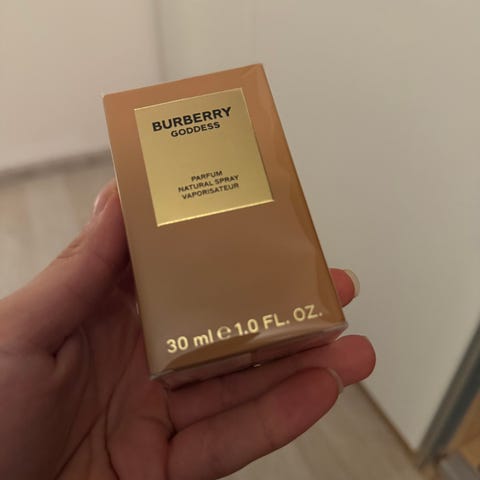 BURBERRY
GODDESS
PARFUM
NATURAL SPRAY
VAPORISATEUR
30 ml ℮ 1.0 FL. OZ.